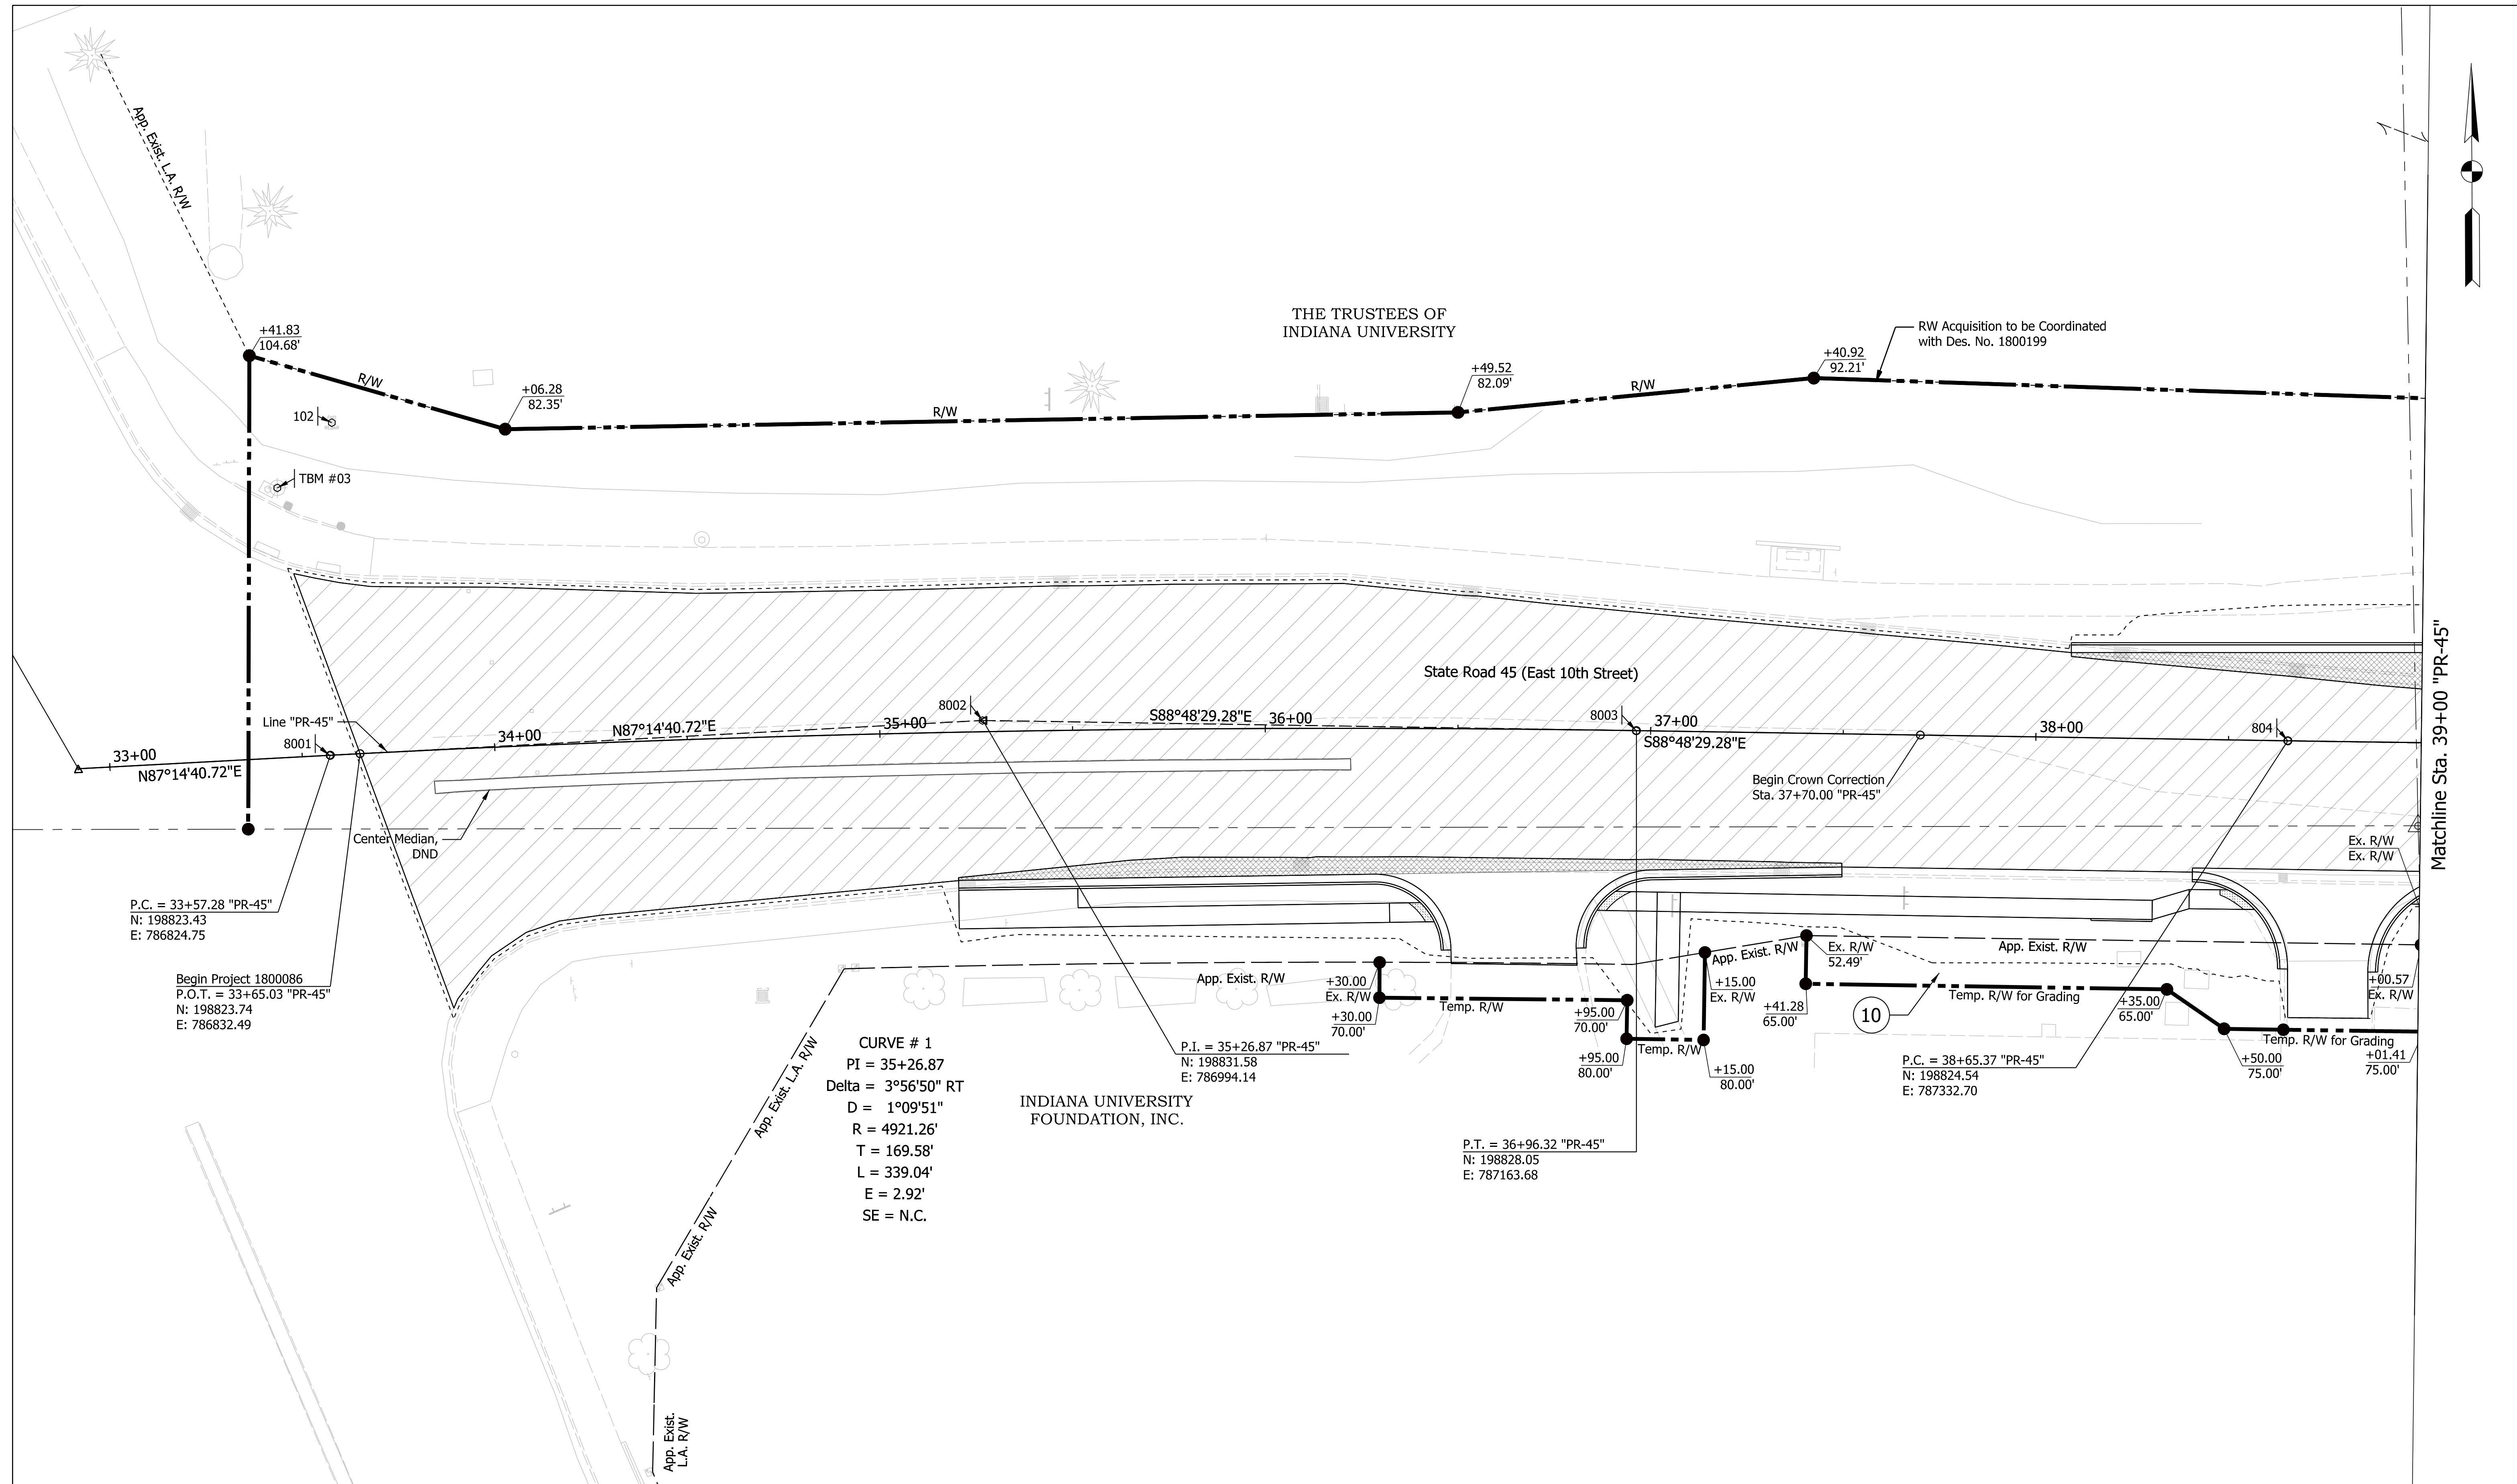 App. Exist. L.A. R/W
THE TRUSTEES OF
INDIANA UNIVERSITY
RW Acquisition to be Coordinated
with Des. No. 1800199
+41.83
104.68'
R/W
+06.28
82.35'
R/W
+49.52
82.09'
R/W
+40.92
92.21'
102
TBM #03
State Road 45 (East 10th Street)
Matchline Sta. 39+00 "PR-45"
Line "PR-45"
8001
33+00
N87°14'40.72"E
34+00
N87°14'40.72"E
35+00
8002
S88°48'29.28"E
36+00
8003
37+00
S88°48'29.28"E
38+00
804
Begin Crown Correction
Sta. 37+70.00 "PR-45"
Center Median,
DND
Ex. R/W
Ex. R/W
P.C. = 33+57.28 "PR-45"
N: 198823.43
E: 786824.75
Begin Project 1800086
P.O.T. = 33+65.03 "PR-45"
N: 198823.74
E: 786832.49
App. Exist. R/W
+30.00
Ex. R/W
+30.00
70.00'
Temp. R/W
+95.00
70.00'
+95.00
80.00'
Temp. R/W
App. Exist. R/W
+15.00
Ex. R/W
+15.00
80.00'
Ex. R/W
52.49'
+41.28
65.00'
App. Exist. R/W
10
Temp. R/W for Grading
+35.00
65.00'
+00.57
Ex. R/W
Temp. R/W for Grading
+50.00
75.00'
+01.41
75.00'
P.C. = 38+65.37 "PR-45"
N: 198824.54
E: 787332.70
P.I. = 35+26.87 "PR-45"
N: 198831.58
E: 786994.14
CURVE # 1
PI = 35+26.87
Delta = 3°56'50" RT
D = 1°09'51"
R = 4921.26'
T = 169.58'
L = 339.04'
E = 2.92'
SE = N.C.
INDIANA UNIVERSITY
FOUNDATION, INC.
P.T. = 36+96.32 "PR-45"
N: 198828.05
E: 787163.68
App. Exist. L.A. R/W
App. Exist. R/W
App. Exist.
L.A. R/W